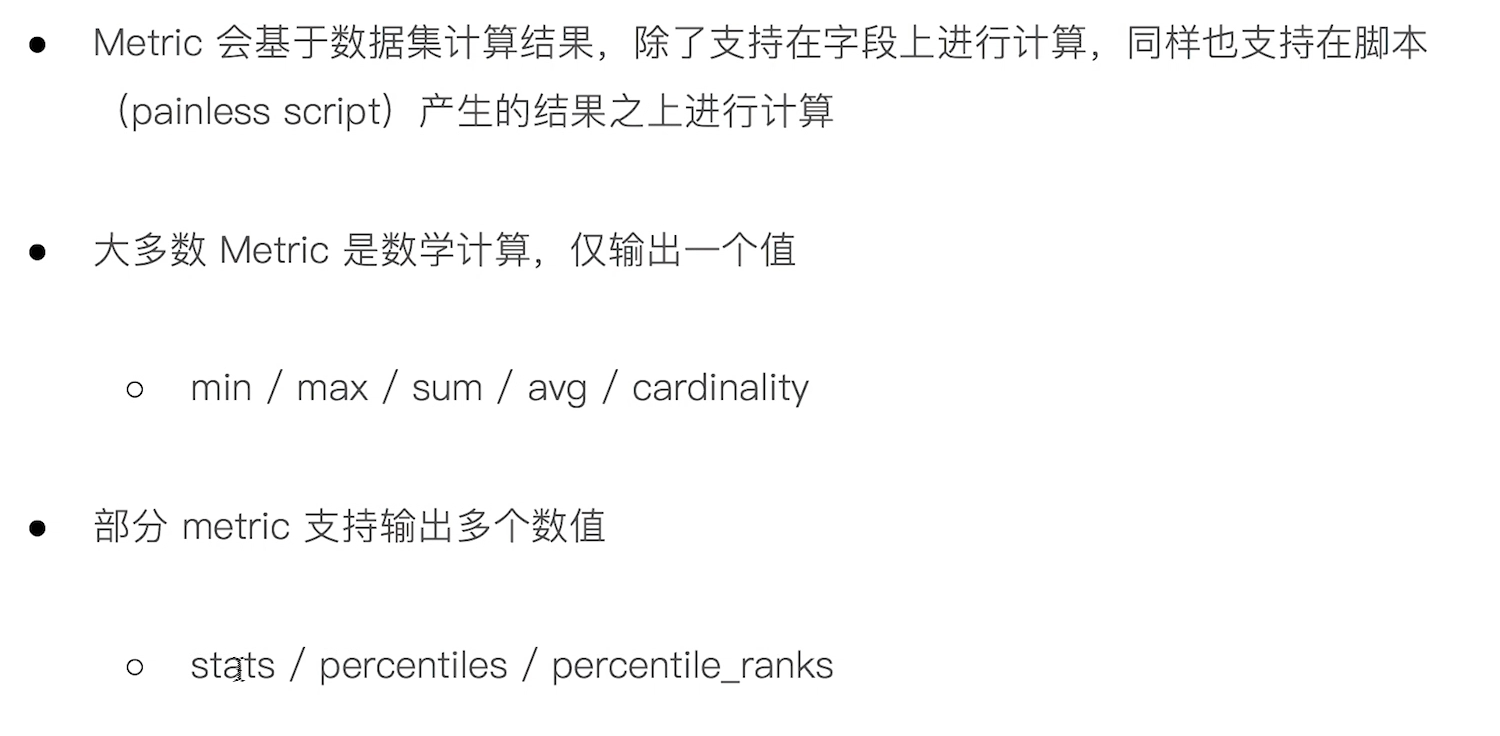 Metric 会基于数据集计算结果，除了支持在字段上进行计算，同样也支持在脚本
（painless script）产生的结果之上进行计算
大多数 Metric 是数学计算，仅输出一个值
min / max / sum / avg / cardinality
部分 metric 支持输出多个数值
stats / percentiles / percentile_ranks